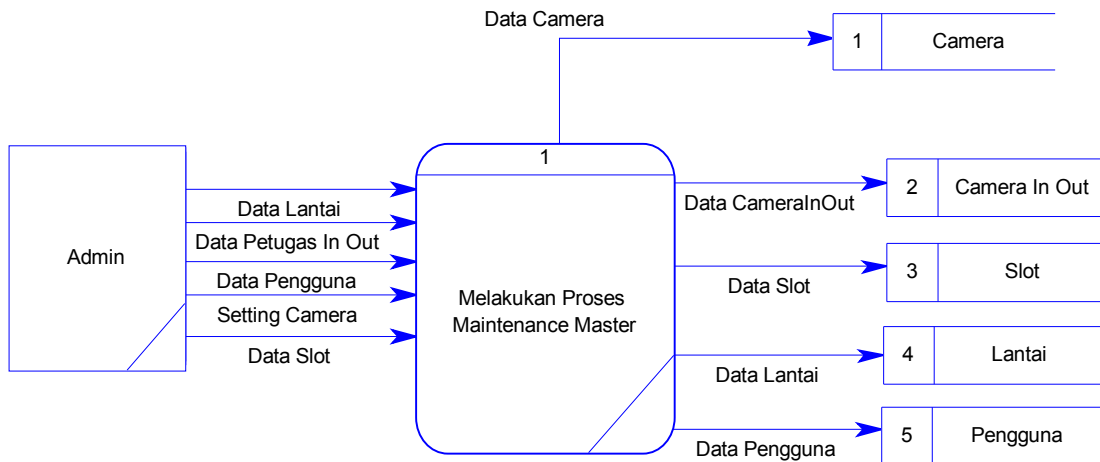 Data Camera
1
Camera
Admin
Data Lantai
Data Petugas In Out
Data Pengguna
Setting Camera
Data Slot
1
Melakukan Proses
Maintenance Master
Data CameraInOut
2
Camera In Out
Data Slot
3
Slot
Data Lantai
4
Lantai
Data Pengguna
5
Pengguna